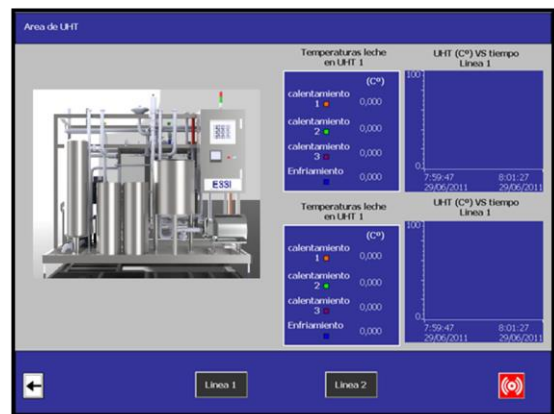 Area de UHT
Temperaturas leche
en UHT 1
(Cº)
calentamiento
1
0,000
calentamiento
2
0,000
calentamiento
3
0,000
Enfriamiento
0,000
UHT (Cº) VS tiempo
Linea 1
100
0
7:59:47
29/06/2011
8:01:27
29/06/2011
ESSI
Temperaturas leche
en UHT 1
(Cº)
calentamiento
1
0,000
calentamiento
2
0,000
calentamiento
3
0,000
Enfriamiento
0,000
UHT (Cº) VS tiempo
Linea 1
100
0
7:59:47
29/06/2011
8:01:27
29/06/2011
Linea 1
Linea 2